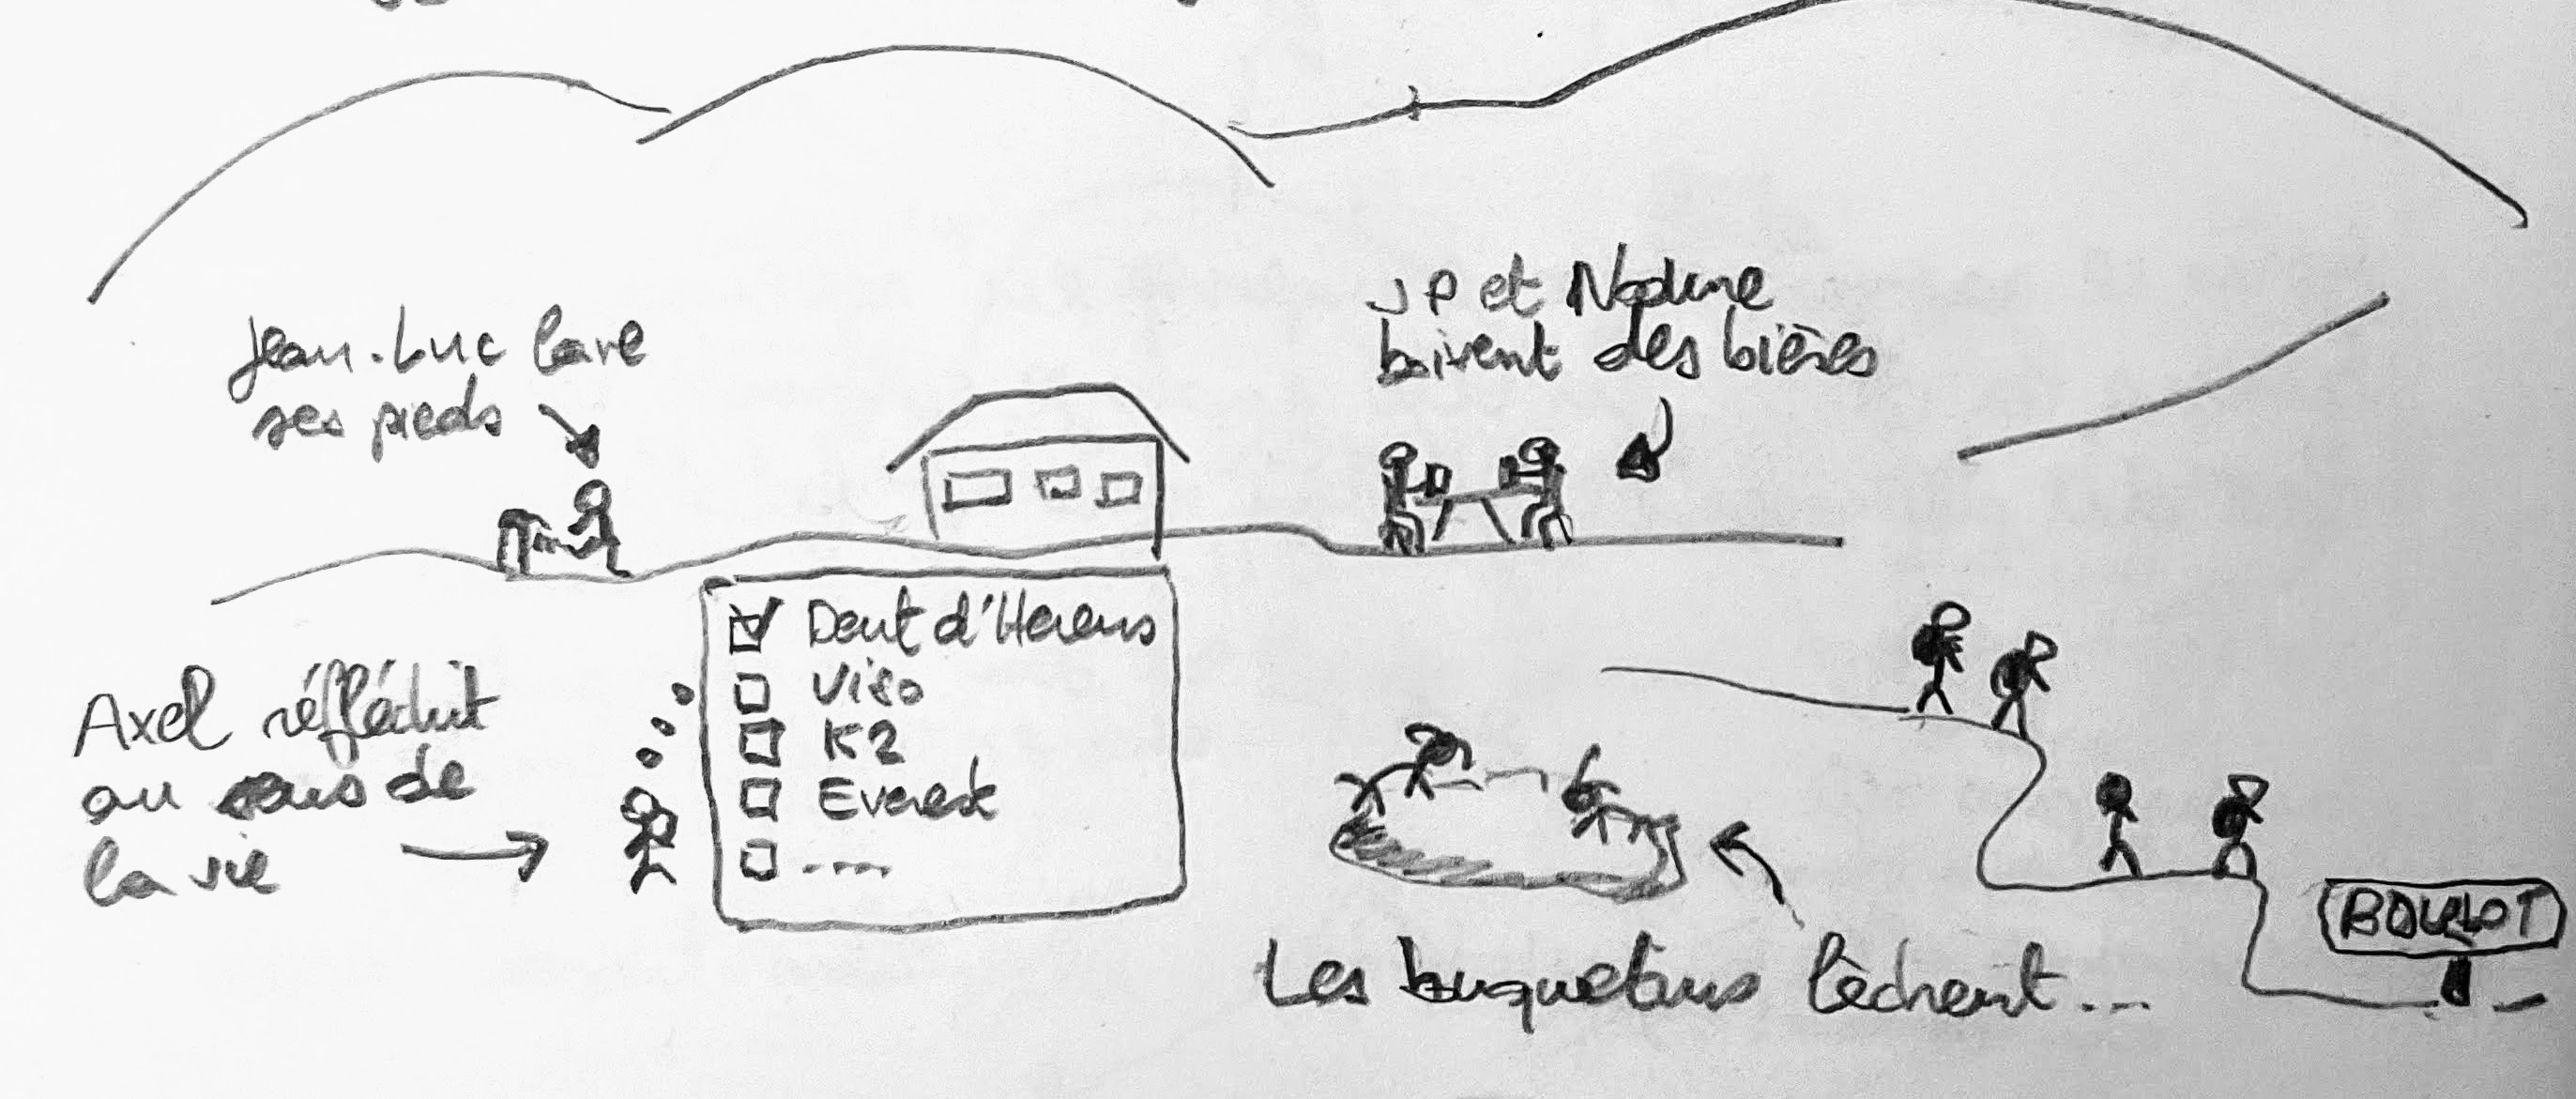 Jean-Luc lave
ses pieds
JP et Nadine
boivent des bières
Dent d'Herens
Viso
K2
Everest
....
Axel réfléchit
au sens de
la vie
Les bouquetins lèchent...
BOULOT